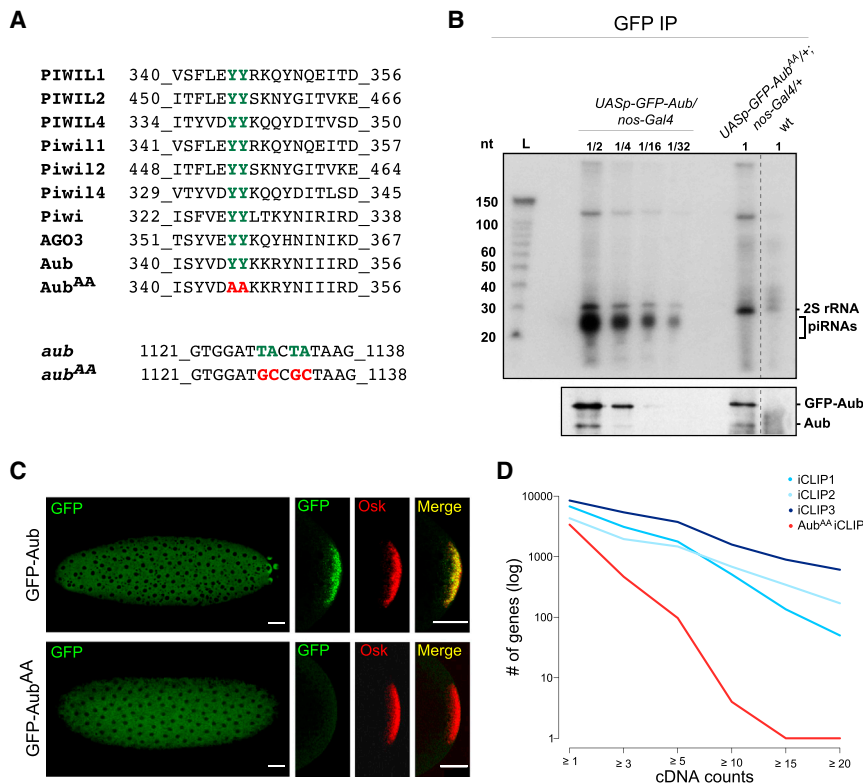 A
PIWIL1 340_VSFLEYYRKQYNQEITD_356
PIWIL2 450_ITFLEYYSKNYGITVKE_466
PIWIL4 334_ITYVDYYKQQYDITVSD_350
Piwil1 341_VSFLEYYRKQYNQEITD_357
Piwil2 448_ITFLEYYSKNYGITVKE_464
Piwil4 329_VTYVDYYKQQYDITLSD_345
Piwi 322_ISFVEYYLTKYNIRIRD_338
AGO3 351_TSYVEYYKQYHNINIKD_367
Aub 340_ISYVDYYKKRYNIIIRD_356
AubAA 340_ISYVDAAKKRYNIIIRD_356
aub 1121_GTGGATTACTATAAG_1138
aubAA 1121_GTGGATGCCGCTAAG_1138
B
GFP IP
UASp-GFP-Aub/
nos-Gal4
UASp-GFP-AubAA/+;
nos-Gal4/+
wt
nt L 1/2 1/4 1/16 1/32 1 1
150
100
60
50
40
30
20
2S rRNA
piRNAs
GFP-Aub
Aub
C
GFP-Aub
GFP GFP Osk Merge
GFP-AubAA
GFP GFP Osk Merge
D
iCLIP1
iCLIP2
iCLIP3
AubAA iCLIP
# of genes (log)
10000
1000
100
10
1
≥ 1 ≥ 3 ≥ 5 ≥ 10 ≥ 15 ≥ 20
cDNA counts